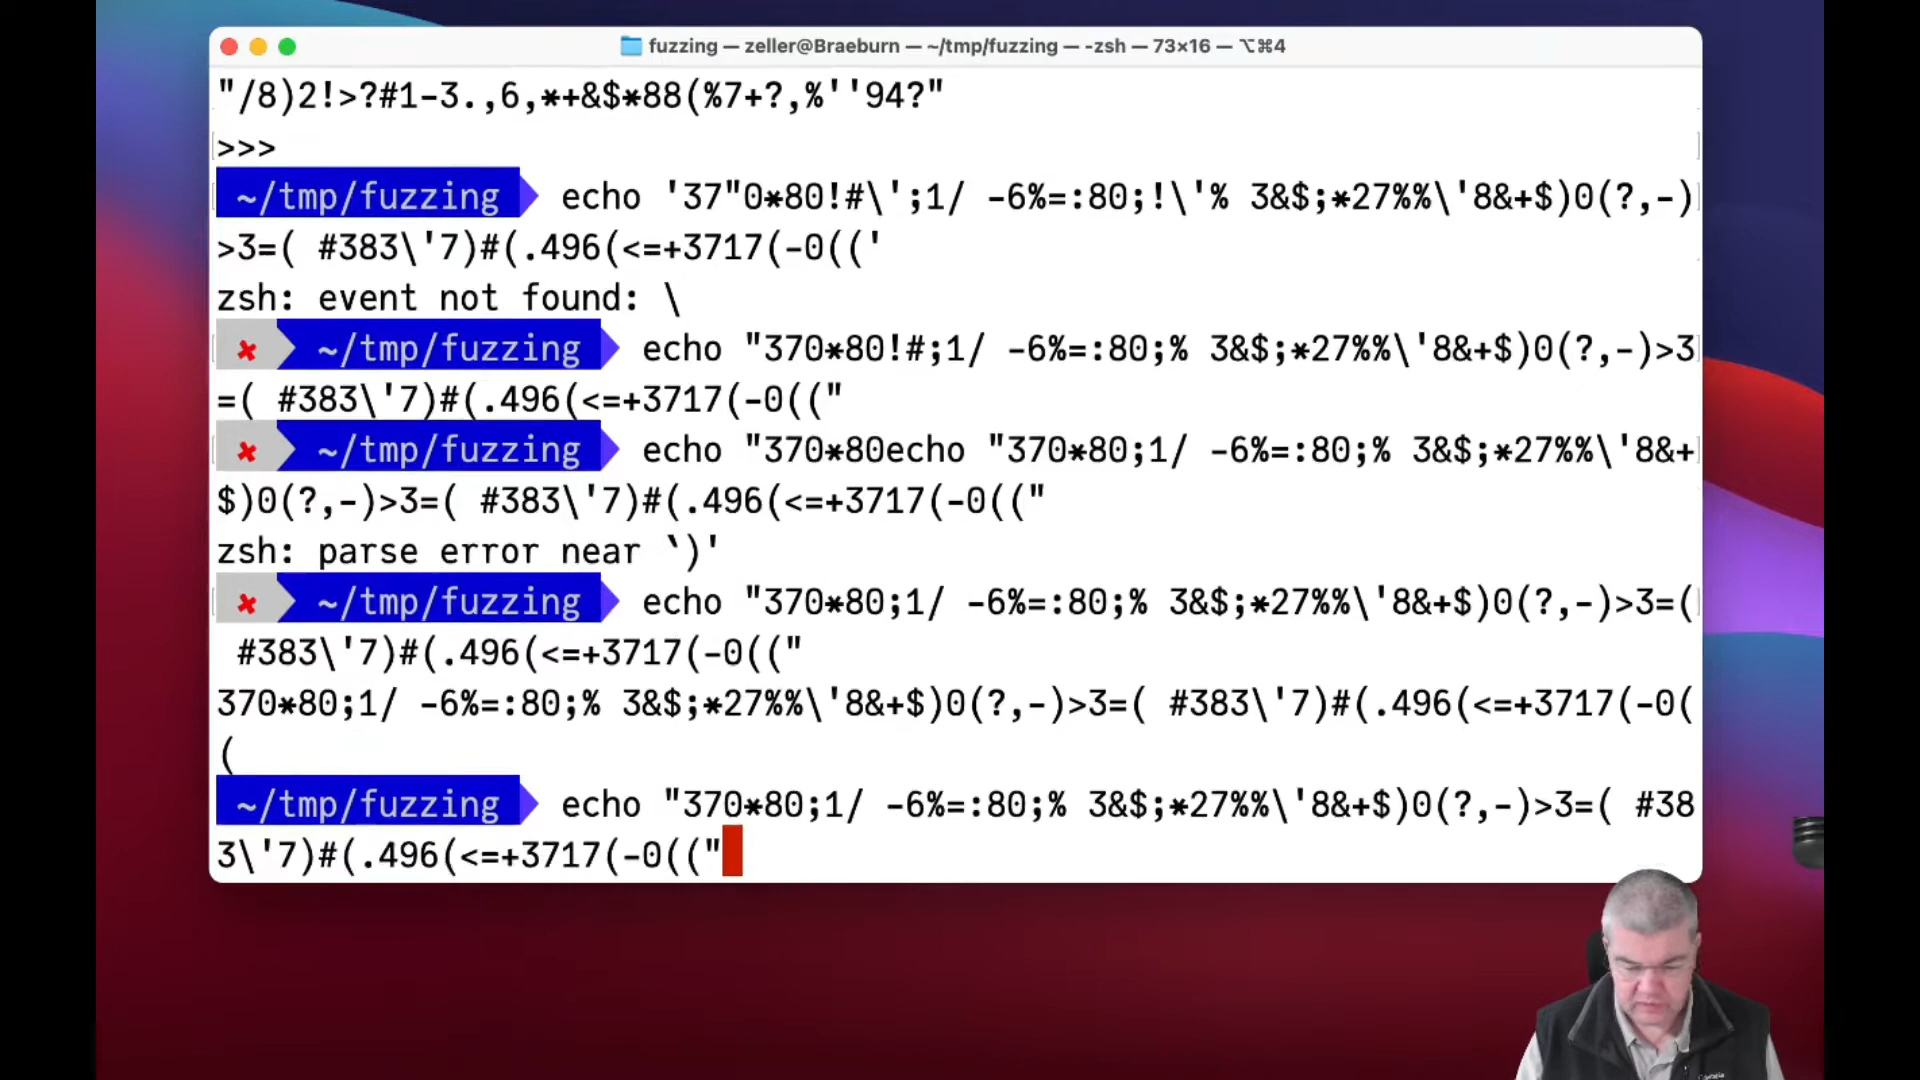 fuzzing — zeller@Braeburn — ~/tmp/fuzzing — -zsh — 73×16 — ⌥⌘4
"/8)2!>?#1-3.,6,*+&$*88(%7+?,%''94?"
>>>
~/tmp/fuzzing echo '37"0*80!#\';1/ -6%=:80;!\'% 3&$;*27%%\'8&+$)0(?,-)
>3=( #383\'7)#(.496(<=+3717(-0(('
zsh: event not found: \
✘ ~/tmp/fuzzing echo "370*80!#;1/ -6%=:80;% 3&$;*27%%\'8&+$)0(?,-)>3
=( #383\'7)#(.496(<=+3717(-0(("
✘ ~/tmp/fuzzing echo "370*80echo "370*80;1/ -6%=:80;% 3&$;*27%%\'8&+
$)0(?,-)>3=( #383\'7)#(.496(<=+3717(-0(("
zsh: parse error near `)'
✘ ~/tmp/fuzzing echo "370*80;1/ -6%=:80;% 3&$;*27%%\'8&+$)0(?,-)>3=(
#383\'7)#(.496(<=+3717(-0(("
370*80;1/ -6%=:80;% 3&$;*27%%\'8&+$)0(?,-)>3=( #383\'7)#(.496(<=+3717(-0(
(
~/tmp/fuzzing echo "370*80;1/ -6%=:80;% 3&$;*27%%\'8&+$)0(?,-)>3=( #38
3\'7)#(.496(<=+3717(-0(("